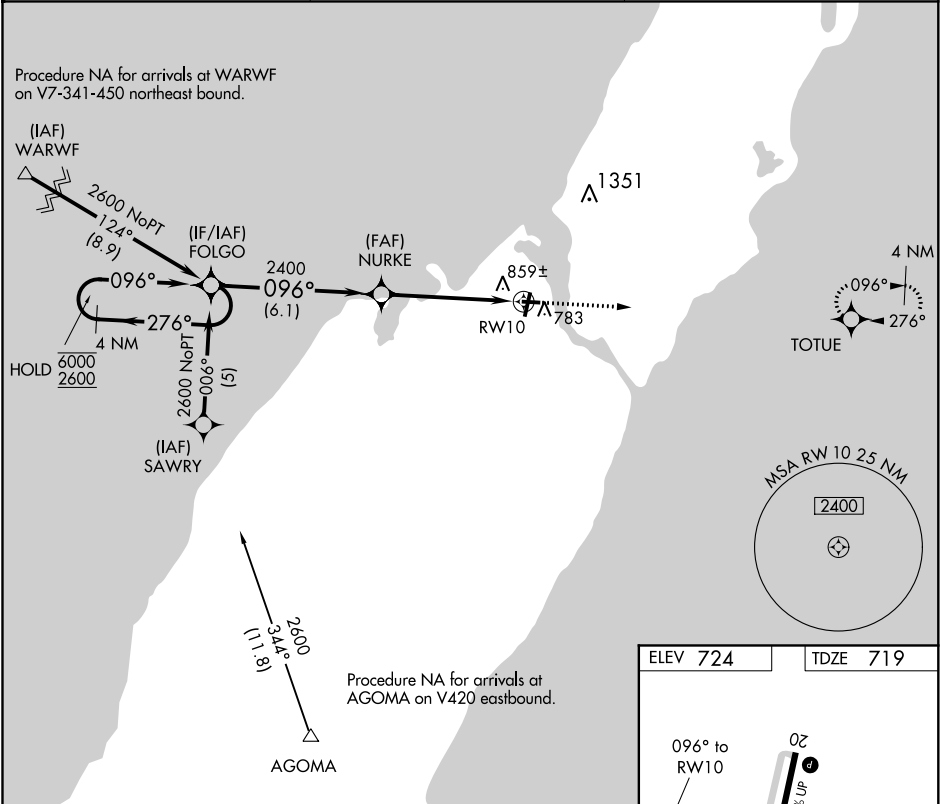 Procedure NA for arrivals at WARWF
on V7-341-450 northeast bound.
(IAF)
WARWF
2600 NoPT
124°
(8.9)
1351
(IF/IAF)
FOLGO
(FAF)
NURKE
096°
2400
096°
(6.1)
859±
783
RW10
276°
4 NM
HOLD
6000
2600
2600 NoPT
006°
(5)
(IAF)
SAWRY
4 NM
096°
276°
TOTUE
MSA RW 10 25 NM
2400
2600
344°
(11.8)
Procedure NA for arrivals at
AGOMA on V420 eastbound.
AGOMA
ELEV 724
TDZE 719
096° to
RW10
20
P
UP